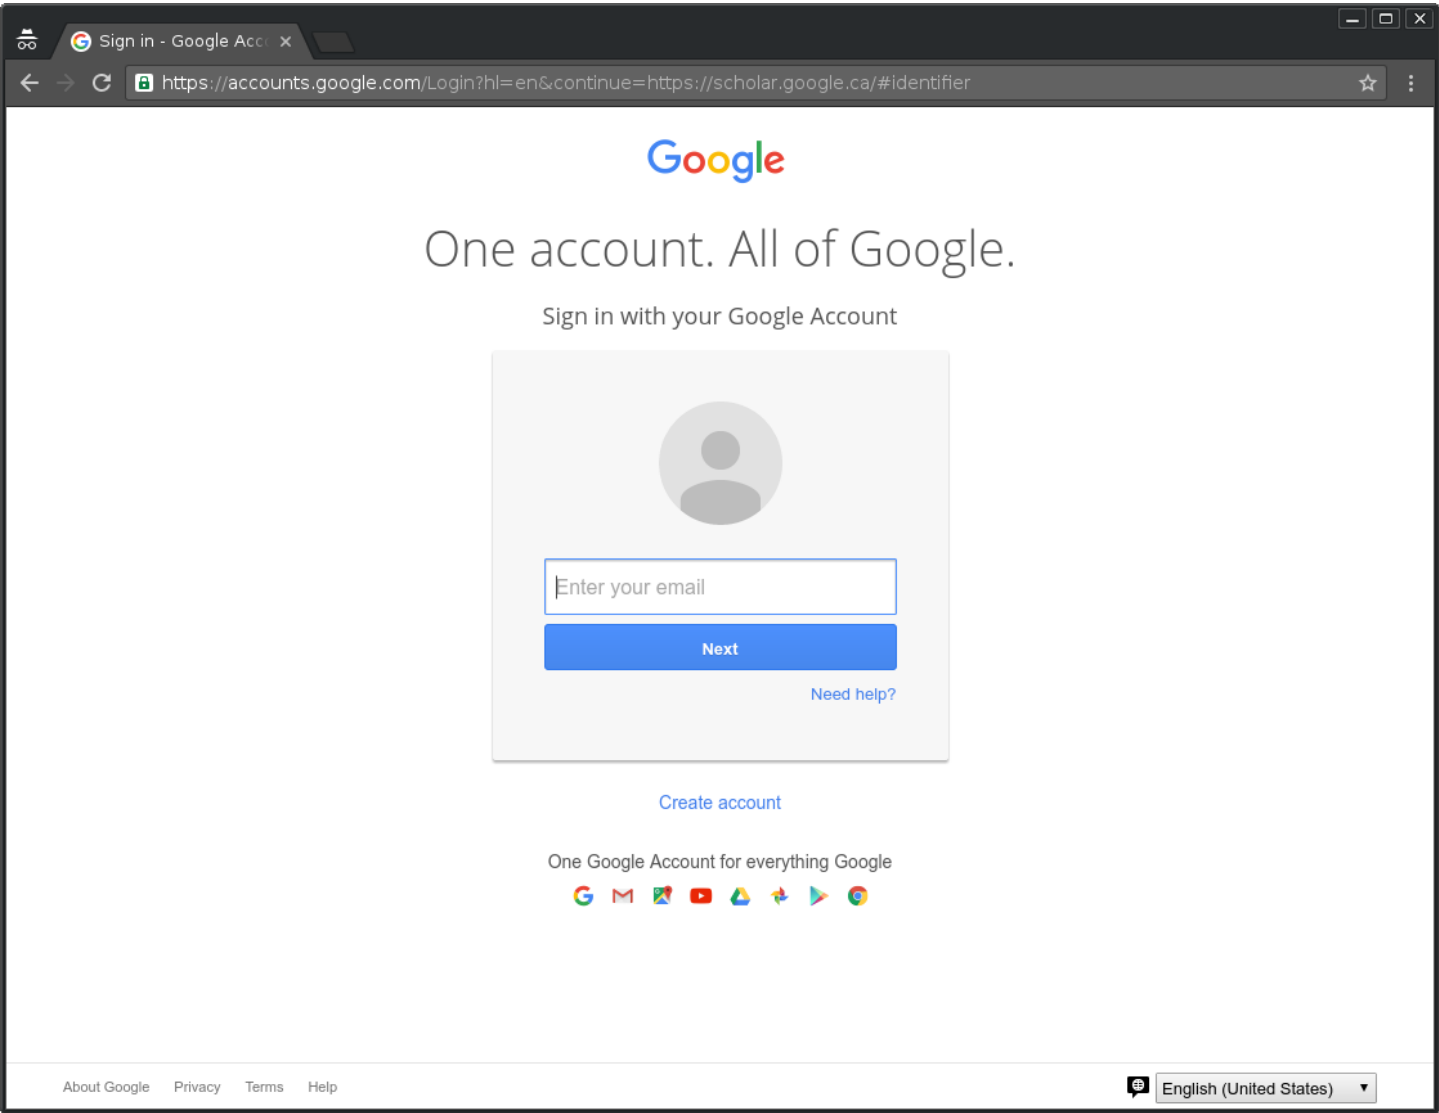 Sign in - Google Acc
https://accounts.google.com/Login?hl=en&continue=https://scholar.google.ca/#identifier
Google
One account. All of Google.
Sign in with your Google Account
Enter your email
Next
Need help?
Create account
One Google Account for everything Google
About Google Privacy Terms Help
English (United States)